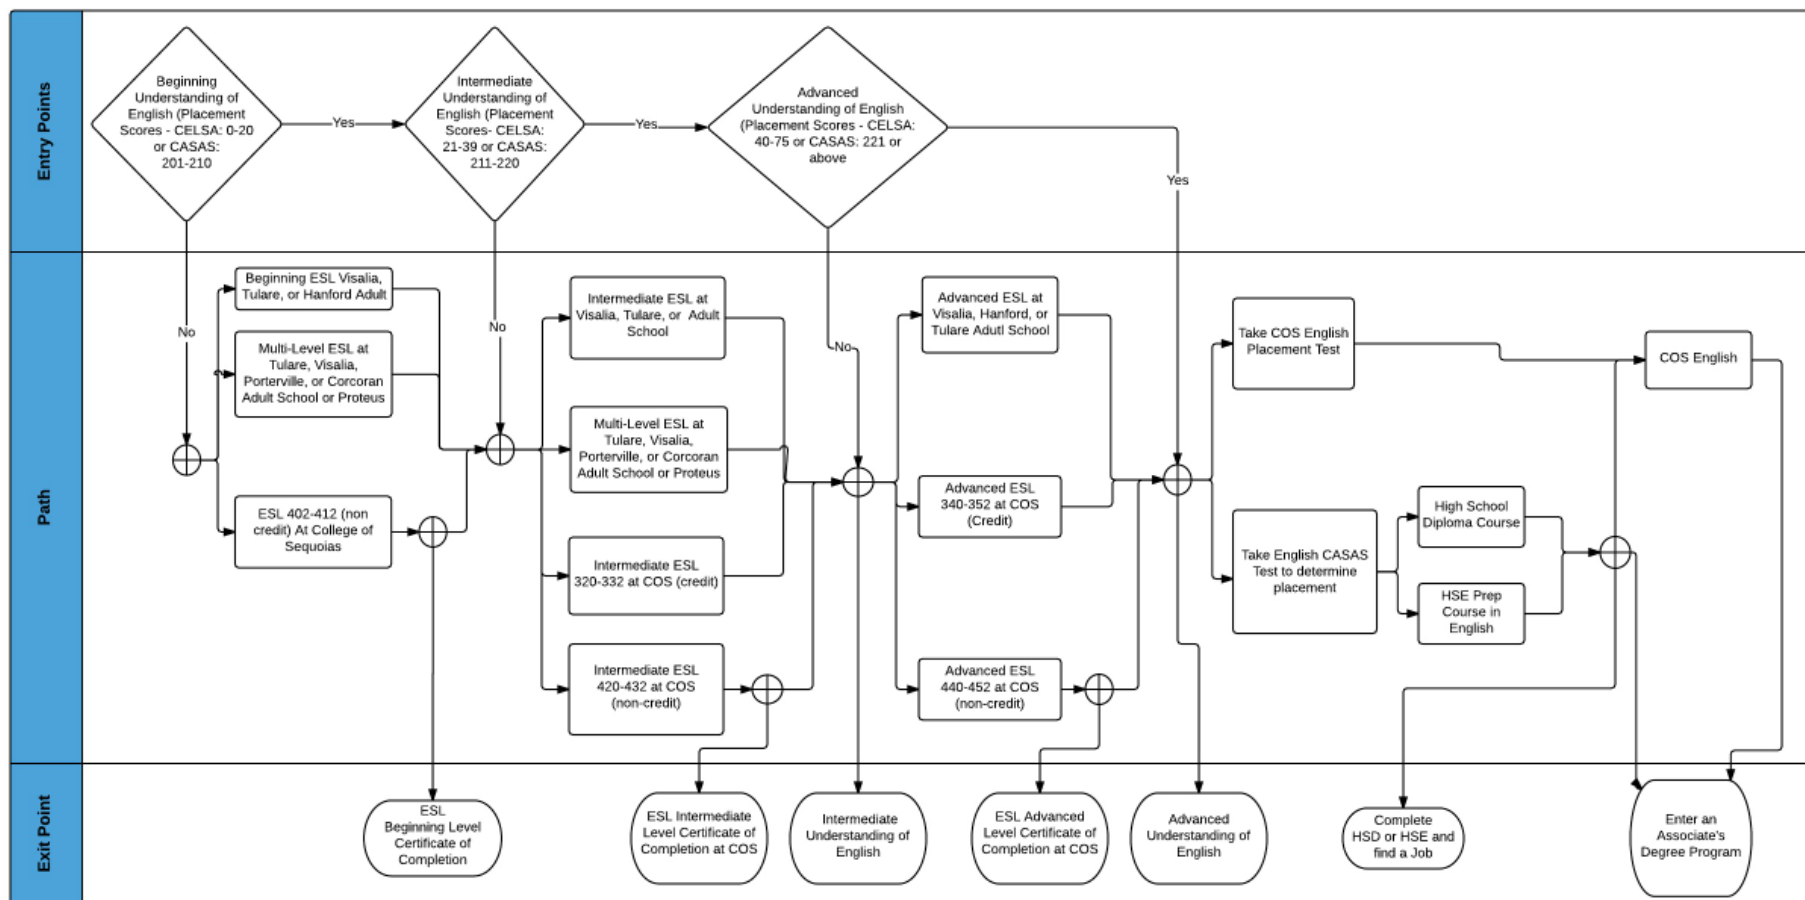 Entry Points
Beginning
Understanding of
English (Placement
Scores - CELSA: 0-20
or CASAS:
201-210
Yes
Intermediate
Understanding of
English (Placement
Scores- CELSA:
21-39 or CASAS:
211-220
Yes
Advanced
Understanding of English
(Placement Scores - CELSA:
40-75 or CASAS: 221 or
above
Yes
Path
No
Beginning ESL Visalia,
Tulare, or Hanford Adult
Multi-Level ESL at
Tulare, Visalia,
Porterville, or Corcoran
Adult School or Proteus
ESL 402-412 (non
credit) At College of
Sequoias
No
Intermediate ESL at
Visalia, Tulare, or Adult
School
Multi-Level ESL at
Tulare, Visalia,
Porterville, or Corcoran
Adult School or Proteus
Intermediate ESL
320-332 at COS (credit)
Intermediate ESL
420-432 at COS
(non-credit)
No
Advanced ESL at
Visalia, Hanford, or
Tulare Adutl School
Advanced ESL
340-352 at COS
(Credit)
Advanced ESL
440-452 at COS
(non-credit)
Take COS English
Placement Test
Take English CASAS
Test to determine
placement
High School
Diploma Course
HSE Prep
Course in
English
COS English
Exit Point
ESL
Beginning Level
Certificate of
Completion
ESL Intermediate
Level Certificate of
Completion at COS
Intermediate
Understanding of
English
ESL Advanced
Level Certificate of
Completion at COS
Advanced
Understanding of
English
Complete
HSD or HSE and
find a Job
Enter an
Associate's
Degree Program